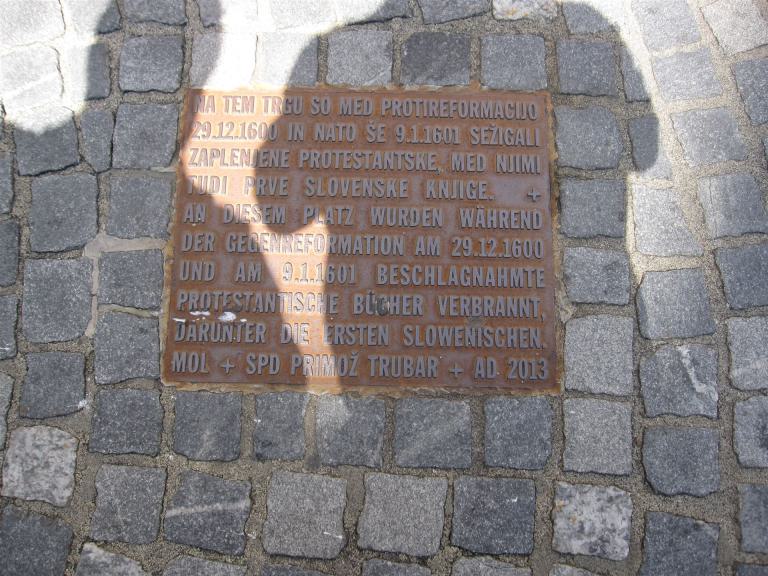 NA TEM TRGU SO MED PROTIREFORMACIJO
29.12.1600 IN NATO ŠE 9.1.1601 SEŽIGALI
ZAPLENJENE PROTESTANTSKE, MED NJIMI
TUDI PRVE SLOVENSKE KNJIGE. +
AN DIESEM PLATZ WURDEN WÄHREND
DER GEGENREFORMATION AM 29.12.1600
UND AM 9.1.1601 BESCHLAGNAHMTE
PROTESTANTISCHE BÜCHER VERBRANNT,
DARUNTER DIE ERSTEN SLOWENISCHEN.
MOL + SPD PRIMOŽ TRUBAR + AD 2013